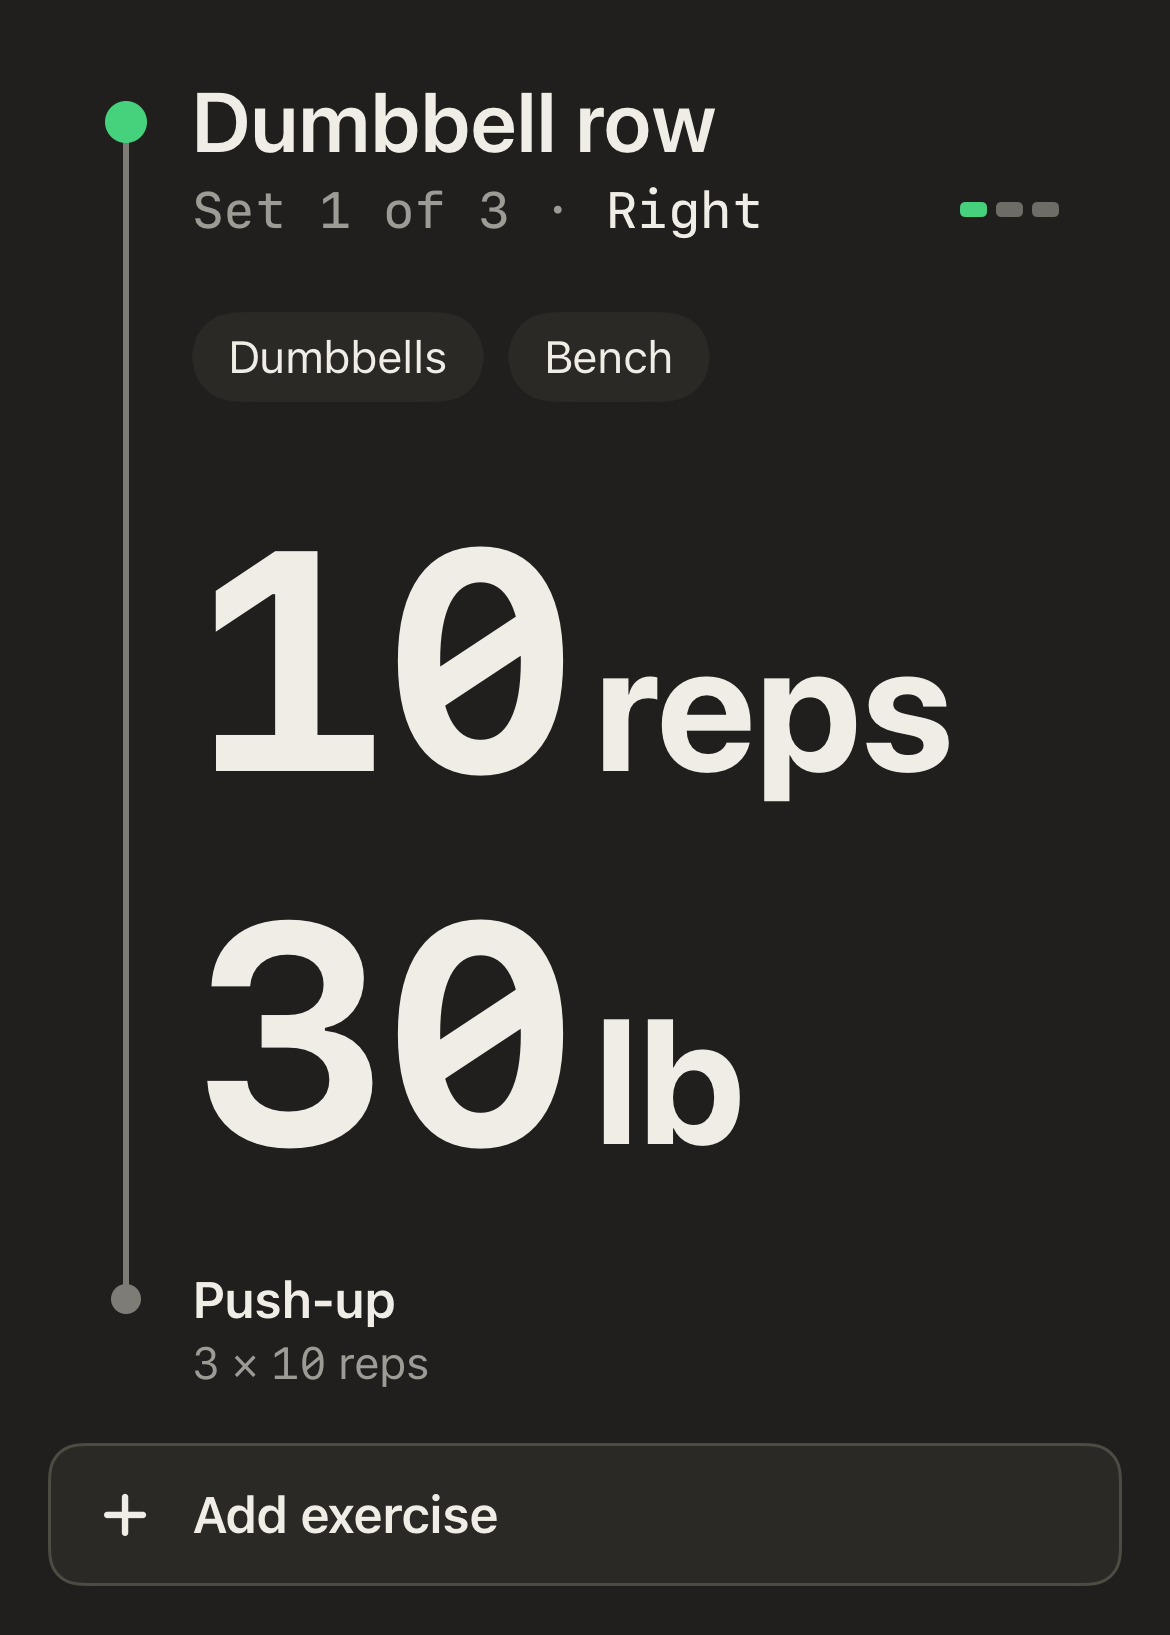 Dumbbell row
Set 1 of 3 · Right
Dumbbells Bench
10 reps
30 lb
Push-up
3 × 10 reps
Add exercise